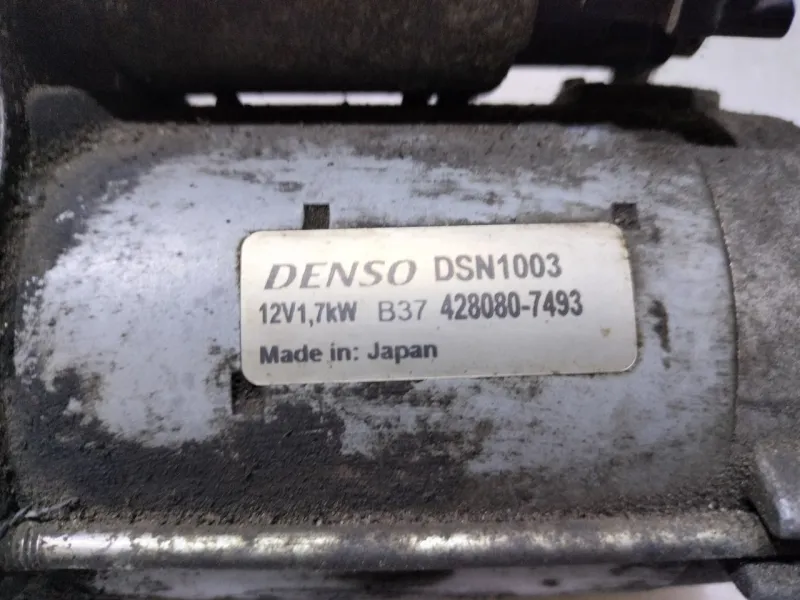 DENSO DSN1003
12V1,7kW B37 428080-7493
Made in: Japan